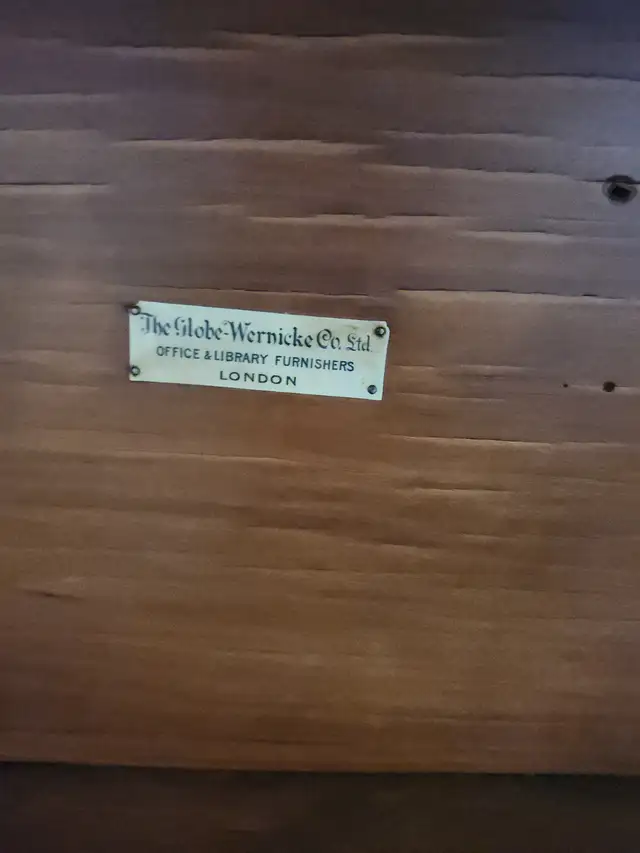 The Globe-Wernicke Co. Ltd.
OFFICE & LIBRARY FURNISHERS
LONDON